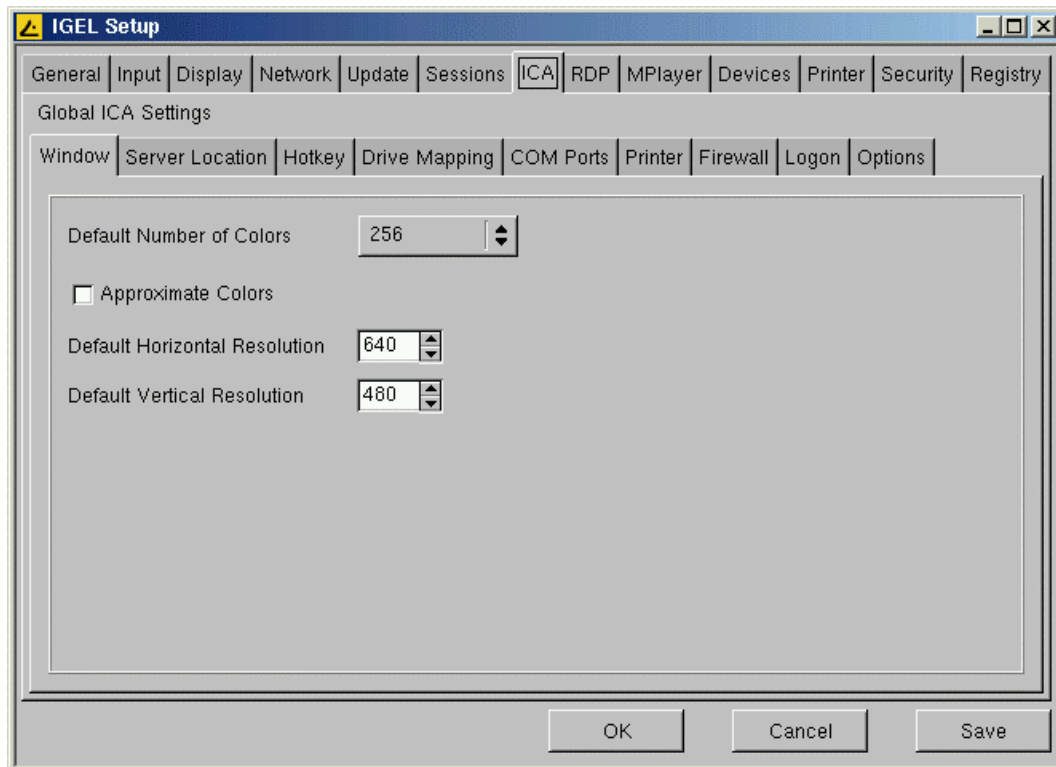 IGEL Setup
General Input Display Network Update Sessions ICA RDP MPlayer Devices Printer Security Registry
Global ICA Settings
Window Server Location Hotkey Drive Mapping COM Ports Printer Firewall Logon Options
Default Number of Colors 256
Approximate Colors
Default Horizontal Resolution 640
Default Vertical Resolution 480
OK Cancel Save